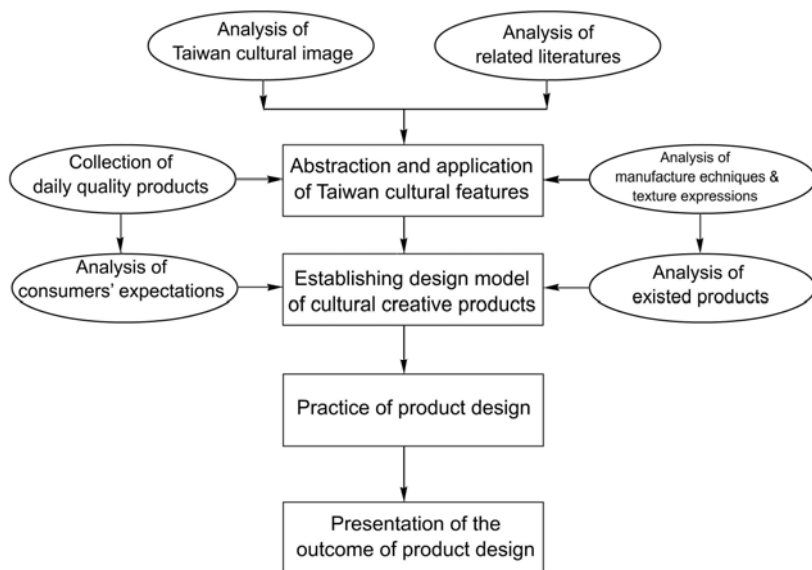 Analysis of
Taiwan cultural image
Analysis of
related literatures
Collection of
daily quality products
Abstraction and application
of Taiwan cultural features
Analysis of
manufacture echniques &
texture expressions
Analysis of
consumers’ expectations
Establishing design model
of cultural creative products
Analysis of
existed products
Practice of product design
Presentation of the
outcome of product design